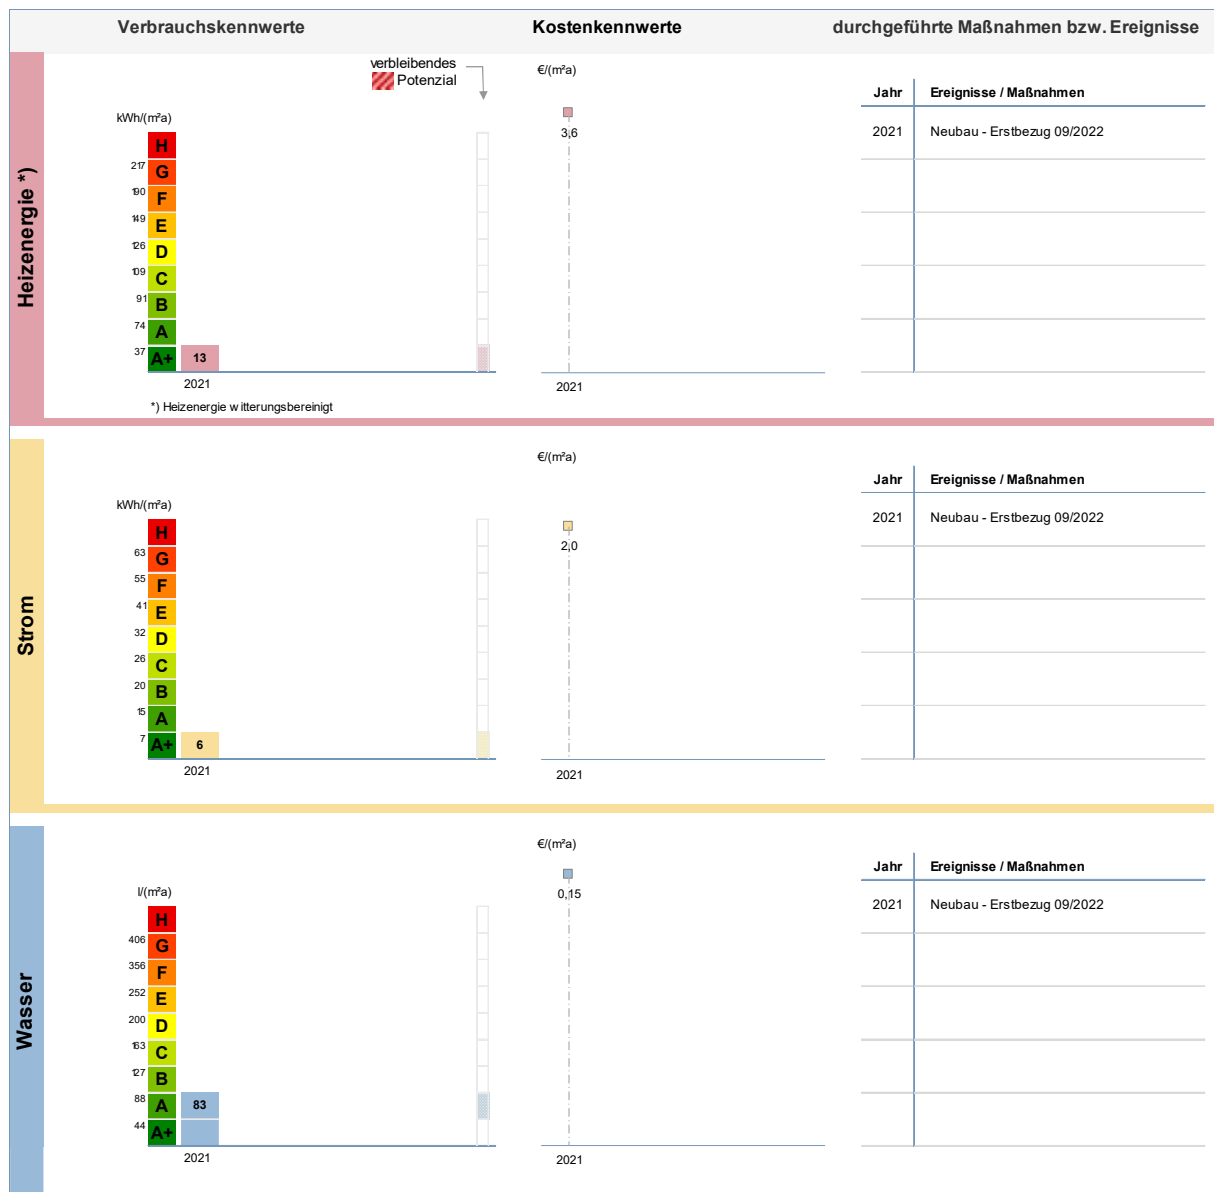 Verbrauchskennwerte
Kostenkennwerte
durchgeführte Maßnahmen bzw. Ereignisse
Heizenergie *)
verbleibendes
Potenzial
kWh/(m²a)
H
217
G
190
F
149
E
126
D
109
C
91
B
74
A
37
A+
13
2021
*) Heizenergie witterungsbereinigt
€/(m²a)
3,6
2021
Jahr Ereignisse / Maßnahmen
2021 Neubau - Erstbezug 09/2022
Strom
kWh/(m²a)
H
63
G
55
F
41
E
32
D
26
C
20
B
15
A
7
A+
6
2021
€/(m²a)
2,0
2021
Jahr Ereignisse / Maßnahmen
2021 Neubau - Erstbezug 09/2022
Wasser
l/(m²a)
H
406
G
356
F
252
E
200
D
163
C
127
B
88
A
83
44
A+
2021
€/(m²a)
0,15
2021
Jahr Ereignisse / Maßnahmen
2021 Neubau - Erstbezug 09/2022